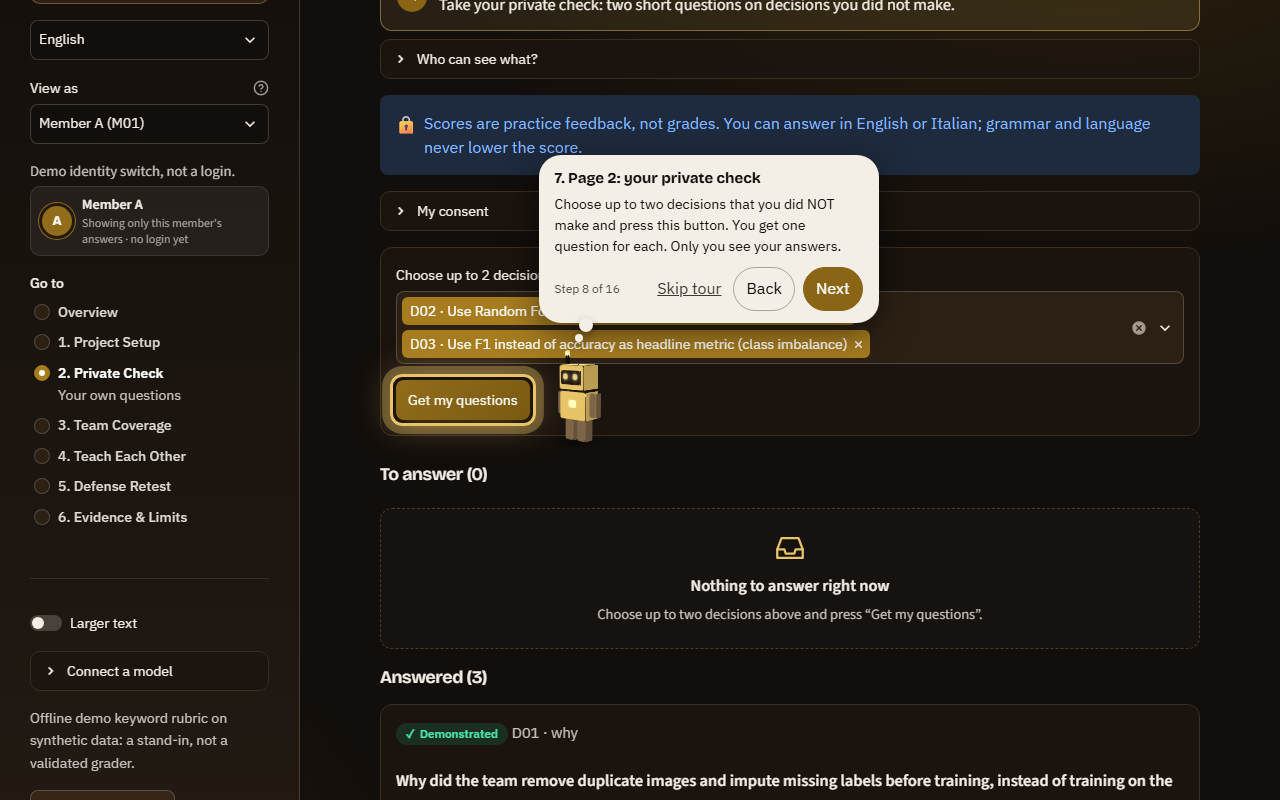 English
View as
Member A (M01)
Demo identity switch, not a login.
A
Member A
Showing only this member's
answers · no login yet
Go to
Overview
1. Project Setup
2. Private Check
Your own questions
3. Team Coverage
4. Teach Each Other
5. Defense Retest
6. Evidence & Limits
Larger text
Connect a model
Offline demo keyword rubric on
synthetic data: a stand-in, not a
validated grader.
Take your private check: two short questions on decisions you did not make.
Who can see what?
Scores are practice feedback, not grades. You can answer in English or Italian; grammar and language
never lower the score.
My consent
7. Page 2: your private check
Choose up to two decisions that you did NOT
make and press this button. You get one
question for each. Only you see your answers.
Step 8 of 16
Skip tour
Back
Next
Choose up to 2 decisio
D02 · Use Random Fo
D03 · Use F1 instead of accuracy as headline metric (class imbalance) ×
Get my questions
To answer (0)
Nothing to answer right now
Choose up to two decisions above and press “Get my questions”.
Answered (3)
✓ Demonstrated D01 · why
Why did the team remove duplicate images and impute missing labels before training, instead of training on the